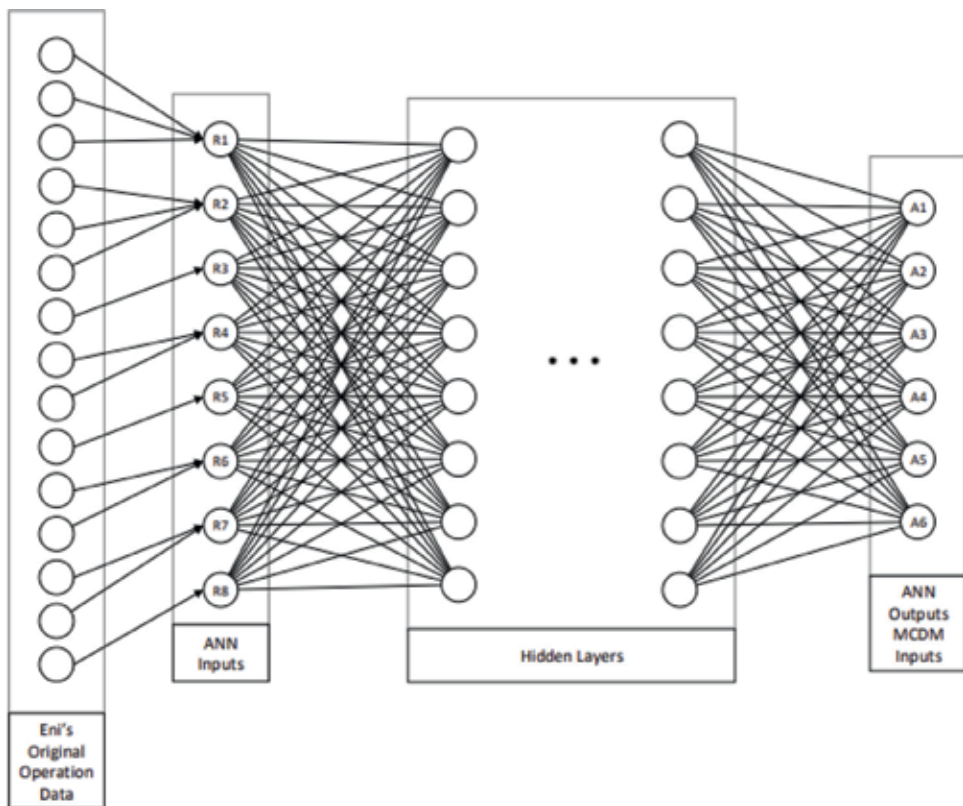 R1
R2
R3
R4
R5
R6
R7
R8
A1
A2
A3
A4
A5
A6
...
ANN
Inputs
Hidden Layers
ANN
Outputs
MCDM
Inputs
Eni's
Original
Operation
Data